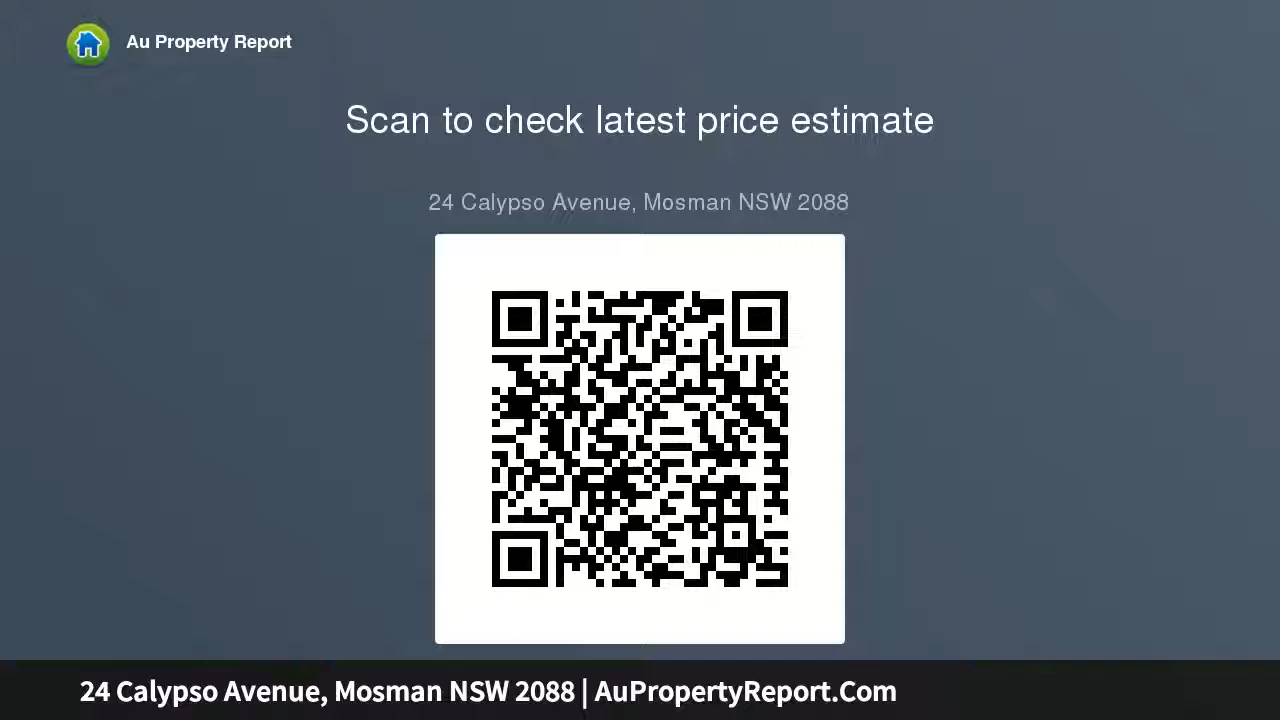 Au Property Report
Scan to check latest price estimate
24 Calypso Avenue, Mosman NSW 2088
24 Calypso Avenue, Mosman NSW 2088 | AuPropertyReport.Com